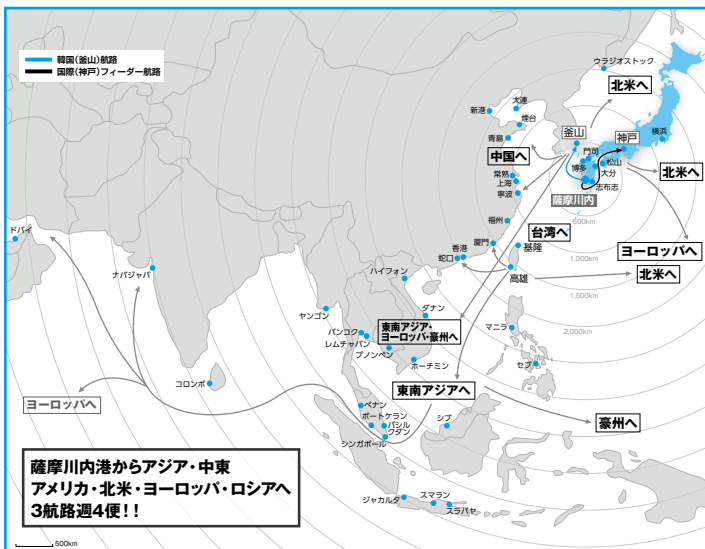 韓国(釜山)航路
国際(神戸)フィーダー航路
ウラジオストック
北米へ
新港
大連
煙台
青島
釜山
神戸
横浜
門司
博多
松山
大分
志布志
薩摩川内
中国へ
北米へ
常熟
上海
寧波
500km
台湾へ
ヨーロッパへ
福州
厦門
基隆
1,000km
北米へ
香港
蛇口
高雄
1,500km
ドバイ
ナバジャバ
ハイフォン
2,000km
ヤンゴン
ダナン
マニラ
バンコク
レムチャバン
プノンペン
東南アジア・
ヨーロッパ・豪州へ
ホーチミン
セブ
コロンボ
東南アジアへ
ヨーロッパへ
ペナン
ポートケラン
パシル
グダン
シンガポール
シブ
豪州へ
薩摩川内港からアジア・中東
アメリカ・北米・ヨーロッパ・ロシアへ
3航路週4便!!
ジャカルタ
スマラン
スラバヤ
500km